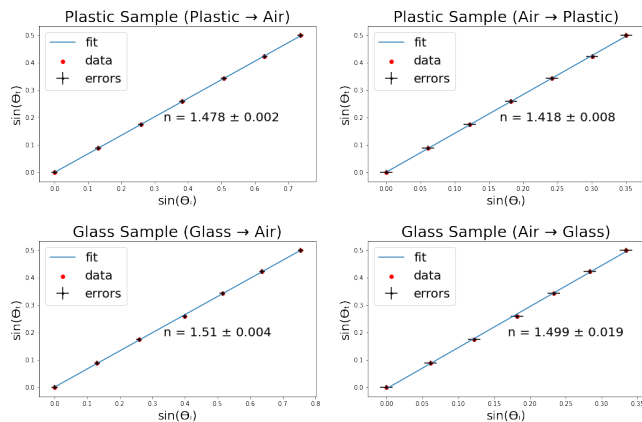 Plastic Sample (Plastic → Air)
fit
data
errors
n = 1.478 ± 0.002
0.5
0.4
0.3
0.2
0.1
0.0
sin(Θₜ)
0.0 0.1 0.2 0.3 0.4 0.5 0.6 0.7
sin(Θᵢ)
Plastic Sample (Air → Plastic)
fit
data
errors
n = 1.418 ± 0.008
0.5
0.4
0.3
0.2
0.1
0.0
sin(Θₜ)
0.00 0.05 0.10 0.15 0.20 0.25 0.30 0.35
sin(Θᵢ)
Glass Sample (Glass → Air)
fit
data
errors
n = 1.51 ± 0.004
0.5
0.4
0.3
0.2
0.1
0.0
sin(Θₜ)
0.0 0.1 0.2 0.3 0.4 0.5 0.6 0.7 0.8
sin(Θᵢ)
Glass Sample (Air → Glass)
fit
data
errors
n = 1.499 ± 0.019
0.5
0.4
0.3
0.2
0.1
0.0
sin(Θₜ)
0.00 0.05 0.10 0.15 0.20 0.25 0.30 0.35
sin(Θᵢ)